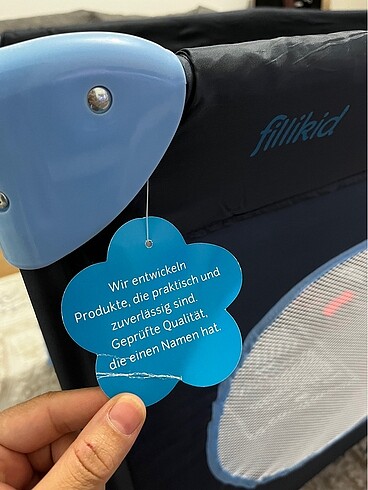 fillikid
Wir entwickeln
Produkte, die praktisch und
zuverlässig sind.
Geprüfte Qualität,
die einen Namen hat.